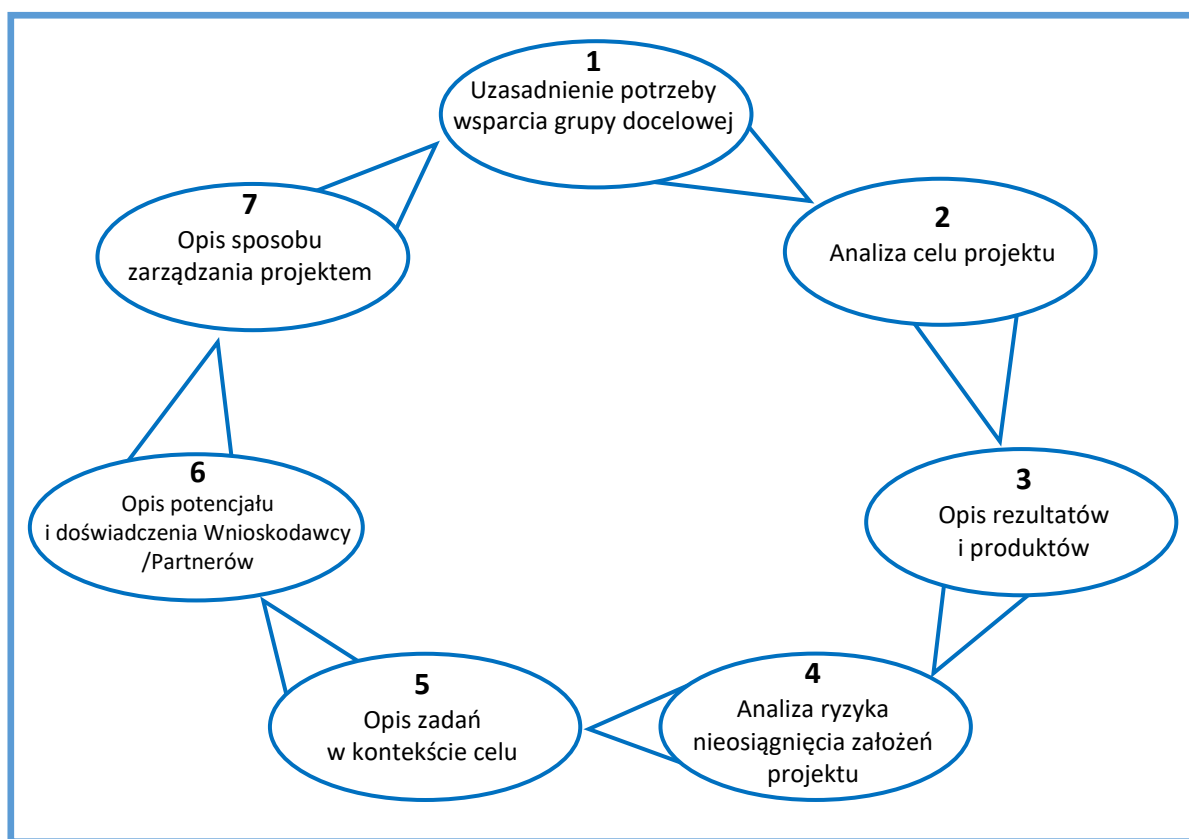 1
Uzasadnienie potrzeby
wsparcia grupy docelowej
2
Analiza celu projektu
3
Opis rezultatów
i produktów
4
Analiza ryzyka
nieosiągnięcia założeń
projektu
5
Opis zadań
w kontekście celu
6
Opis potencjału
i doświadczenia Wnioskodawcy
/Partnerów
7
Opis sposobu
zarządzania projektem